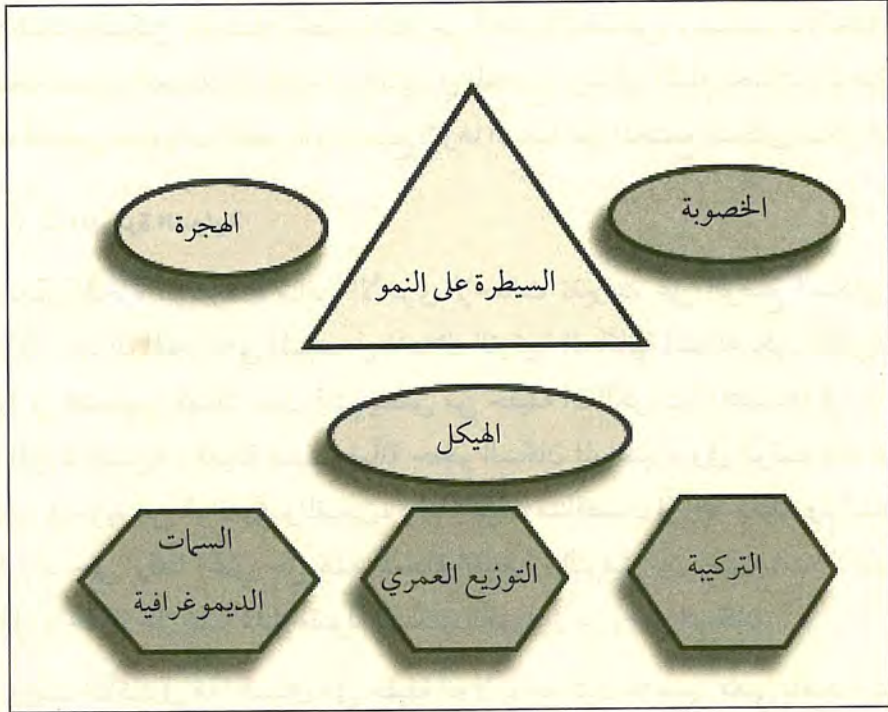 الخصوبة
الهجرة
السيطرة على النمو
الهيكل
التركيبة
التوزيع العمري
السمات
الديموغرافية